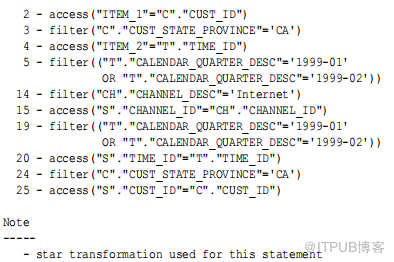 2 - access("ITEM_1"="C"."CUST_ID")
3 - filter("C"."CUST_STATE_PROVINCE"='CA')
4 - access("ITEM_2"="T"."TIME_ID")
5 - filter(("T"."CALENDAR_QUARTER_DESC"='1999-01'
OR "T"."CALENDAR_QUARTER_DESC"='1999-02'))
14 - filter("CH"."CHANNEL_DESC"='Internet')
15 - access("S"."CHANNEL_ID"="CH"."CHANNEL_ID")
19 - filter(("T"."CALENDAR_QUARTER_DESC"='1999-01'
OR "T"."CALENDAR_QUARTER_DESC"='1999-02'))
20 - access("S"."TIME_ID"="T"."TIME_ID")
24 - filter("C"."CUST_STATE_PROVINCE"='CA')
25 - access("S"."CUST_ID"="C"."CUST_ID")
Note
-----
- star transformation used for this statement
@ITPUB博客